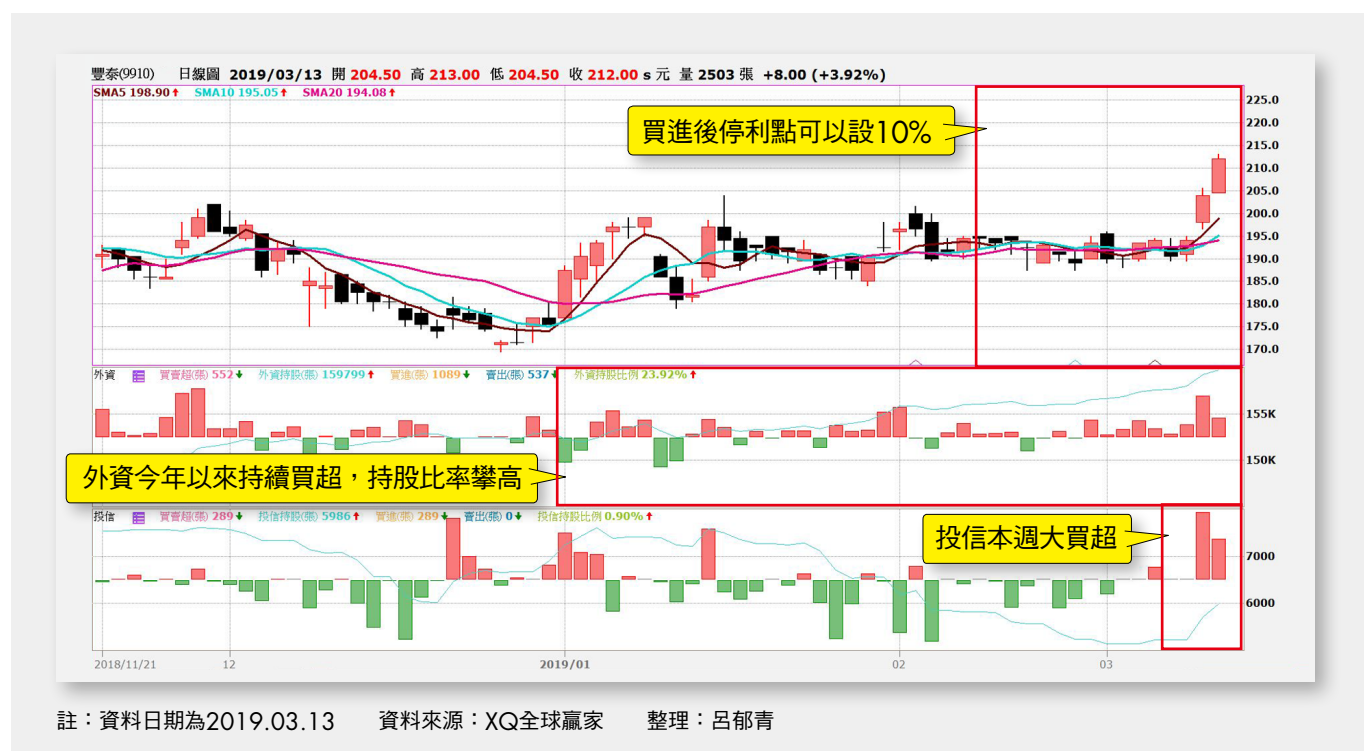 豐泰(9910) 日線圖 2019/03/13 開 204.50 高 213.00 低 204.50 收 212.00 s 元 量 2503 張 +8.00 (+3.92%)
SMA5 198.90↑ SMA10 195.05↑ SMA20 194.08↑
225.0
220.0
買進後停利點可以設10%
215.0
210.0
205.0
200.0
195.0
190.0
185.0
180.0
175.0
170.0
外資 買賣超(張) 552↓ 外資持股(張) 159799↑ 買進(張) 1089↓ 賣出(張) 537↓ 外資持股比例 23.92%↑
155K
150K
外資今年以來持續買超，持股比率攀高
投信 買賣超(張) 289↓ 投信持股(張) 5986↑ 買進(張) 289↓ 賣出(張) 0↓ 投信持股比例 0.90%↑
投信本週大買超
7000
6000
2018/11/21 12 2019/01 02 03
註：資料日期為2019.03.13 資料來源：XQ全球贏家 整理：呂郁青